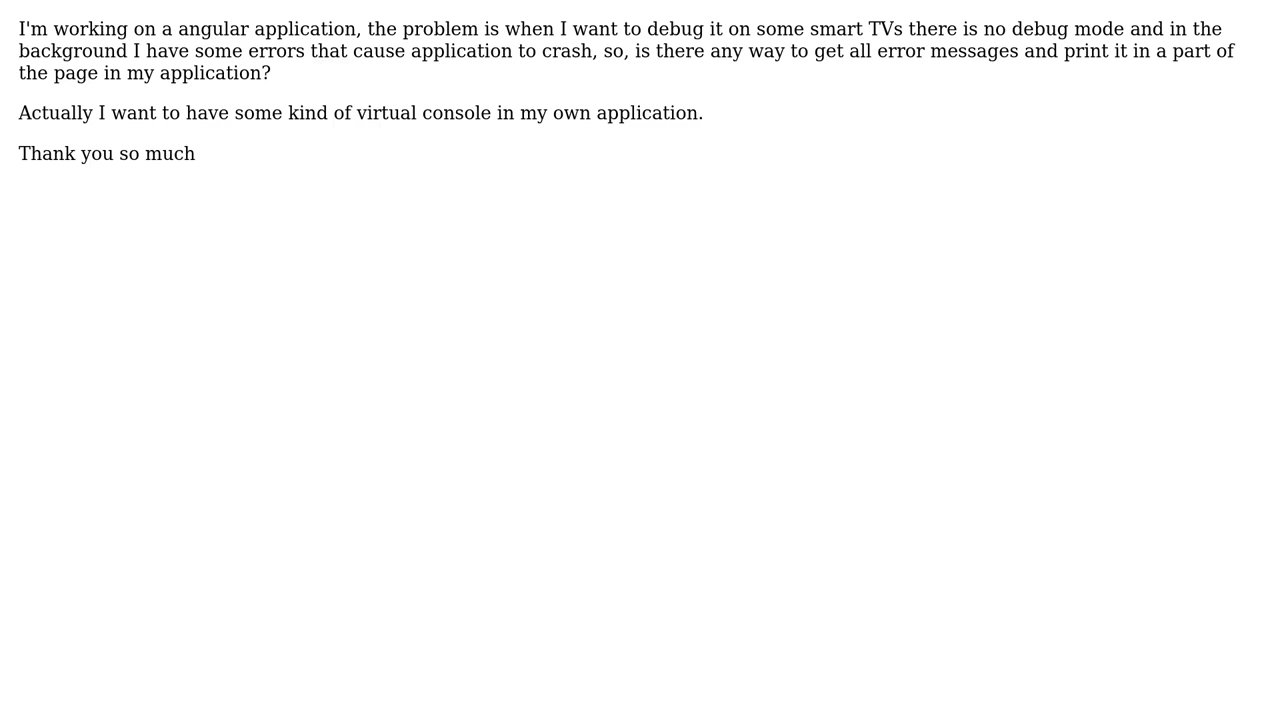 I'm working on a angular application, the problem is when I want to debug it on some smart TVs there is no debug mode and in the
background I have some errors that cause application to crash, so, is there any way to get all error messages and print it in a part of
the page in my application?
Actually I want to have some kind of virtual console in my own application.
Thank you so much